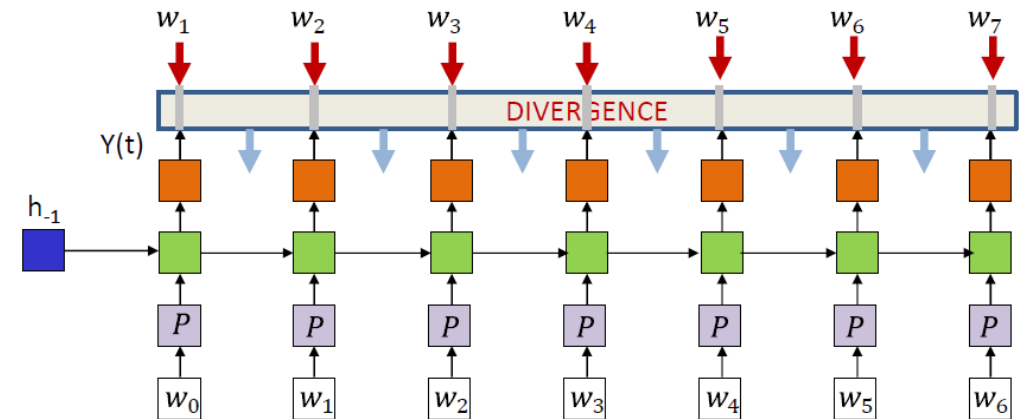 w₁ w₂ w₃ w₄ w₅ w₆ w₇
DIVERGENCE
Y(t)
h₋₁
P P P P P P P
w₀ w₁ w₂ w₃ w₄ w₅ w₆